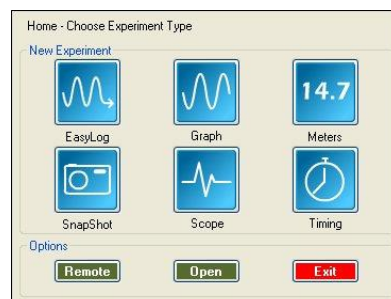 Home - Choose Experiment Type
New Experiment
14.7
EasyLog Graph Meters
SnapShot Scope Timing
Options
Remote Open Exit